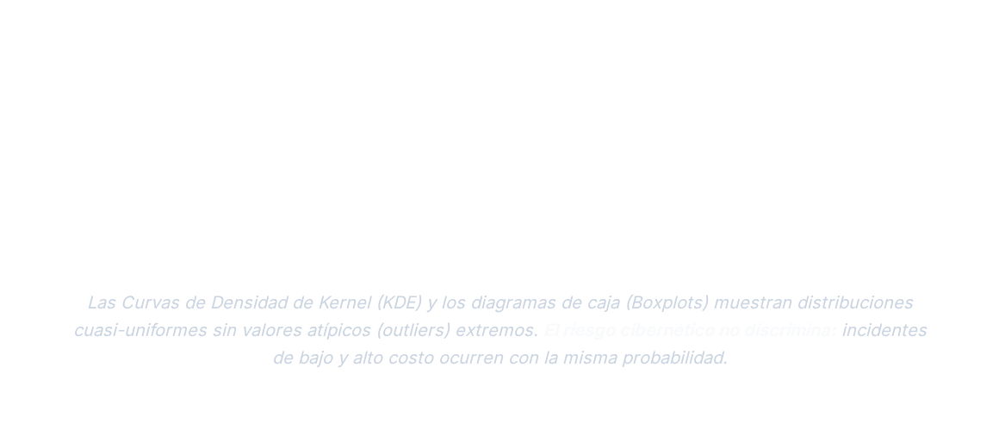 Las Curvas de Densidad de Kernel (KDE) y los diagramas de caja (Boxplots) muestran distribuciones
cuasi-uniformes sin valores atípicos (outliers) extremos. El riesgo cibernético no discrimina: incidentes
de bajo y alto costo ocurren con la misma probabilidad.